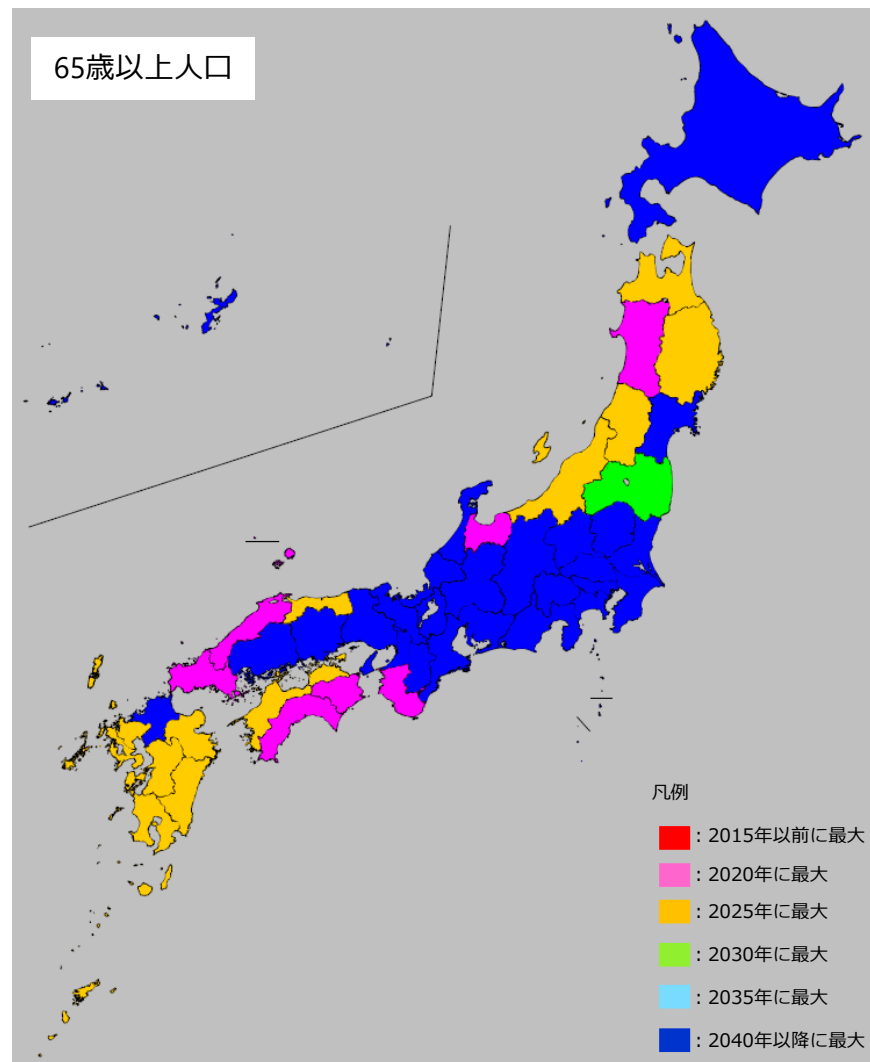 65歳以上人口
凡例
：2015年以前に最大
：2020年に最大
：2025年に最大
：2030年に最大
：2035年に最大
：2040年以降に最大